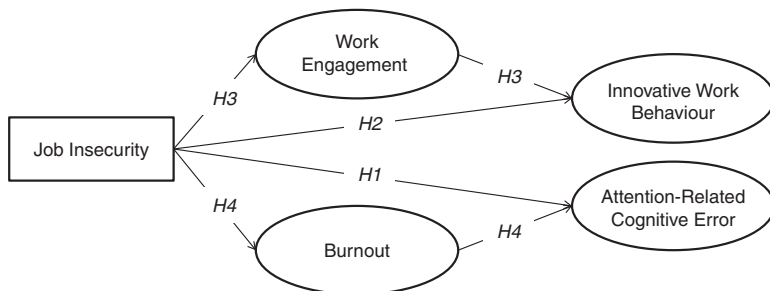 Work
Engagement
H3
H3
Innovative Work
Behaviour
H2
Job Insecurity
H1
Attention-Related
Cognitive Error
H4
H4
Burnout